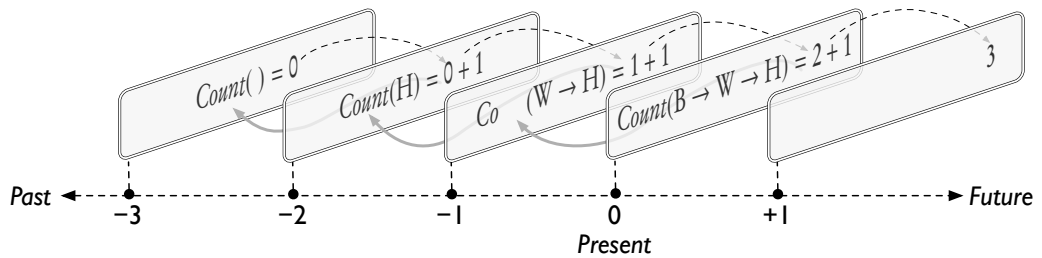 Count( ) = 0
Count(H) = 0 + 1
Co (W → H) = 1 + 1
Count(B → W → H) = 2 + 1
3
Past
Future
−3
−2
−1
0
+1
Present